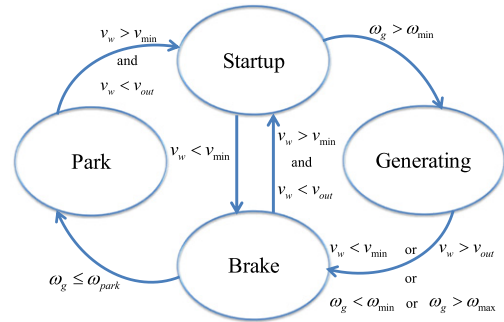 v_w > v_min
and
v_w < v_out
Startup
ω_g > ω_min
Park
v_w < v_min
v_w > v_min
and
v_w < v_out
Generating
ω_g ≤ ω_park
Brake
v_w < v_min or v_w > v_out
or
ω_g < ω_min or ω_g > ω_max